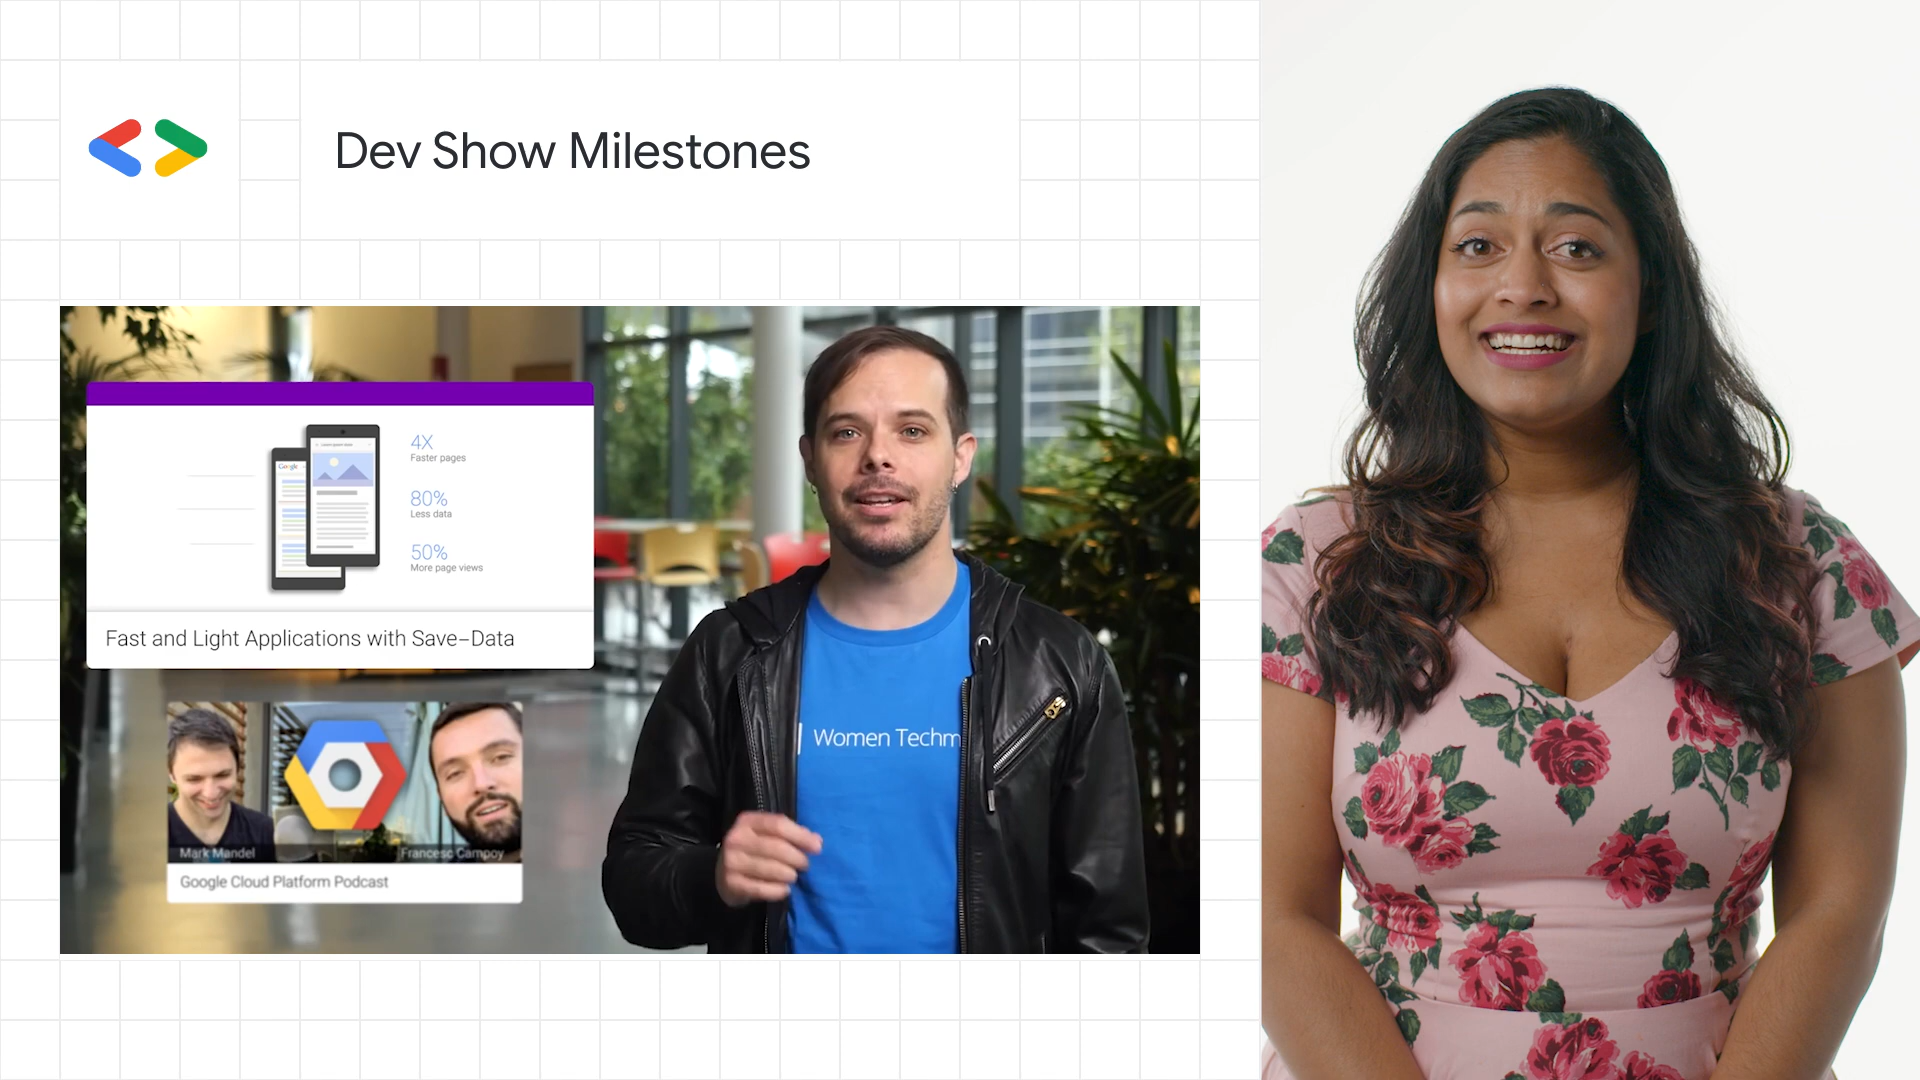 Dev Show Milestones
4X
Faster pages
80%
Less data
50%
More page views
Google
Fast and Light Applications with Save-Data
Women Techm
Mark Mandel
Francesc Campoy
Google Cloud Platform Podcast